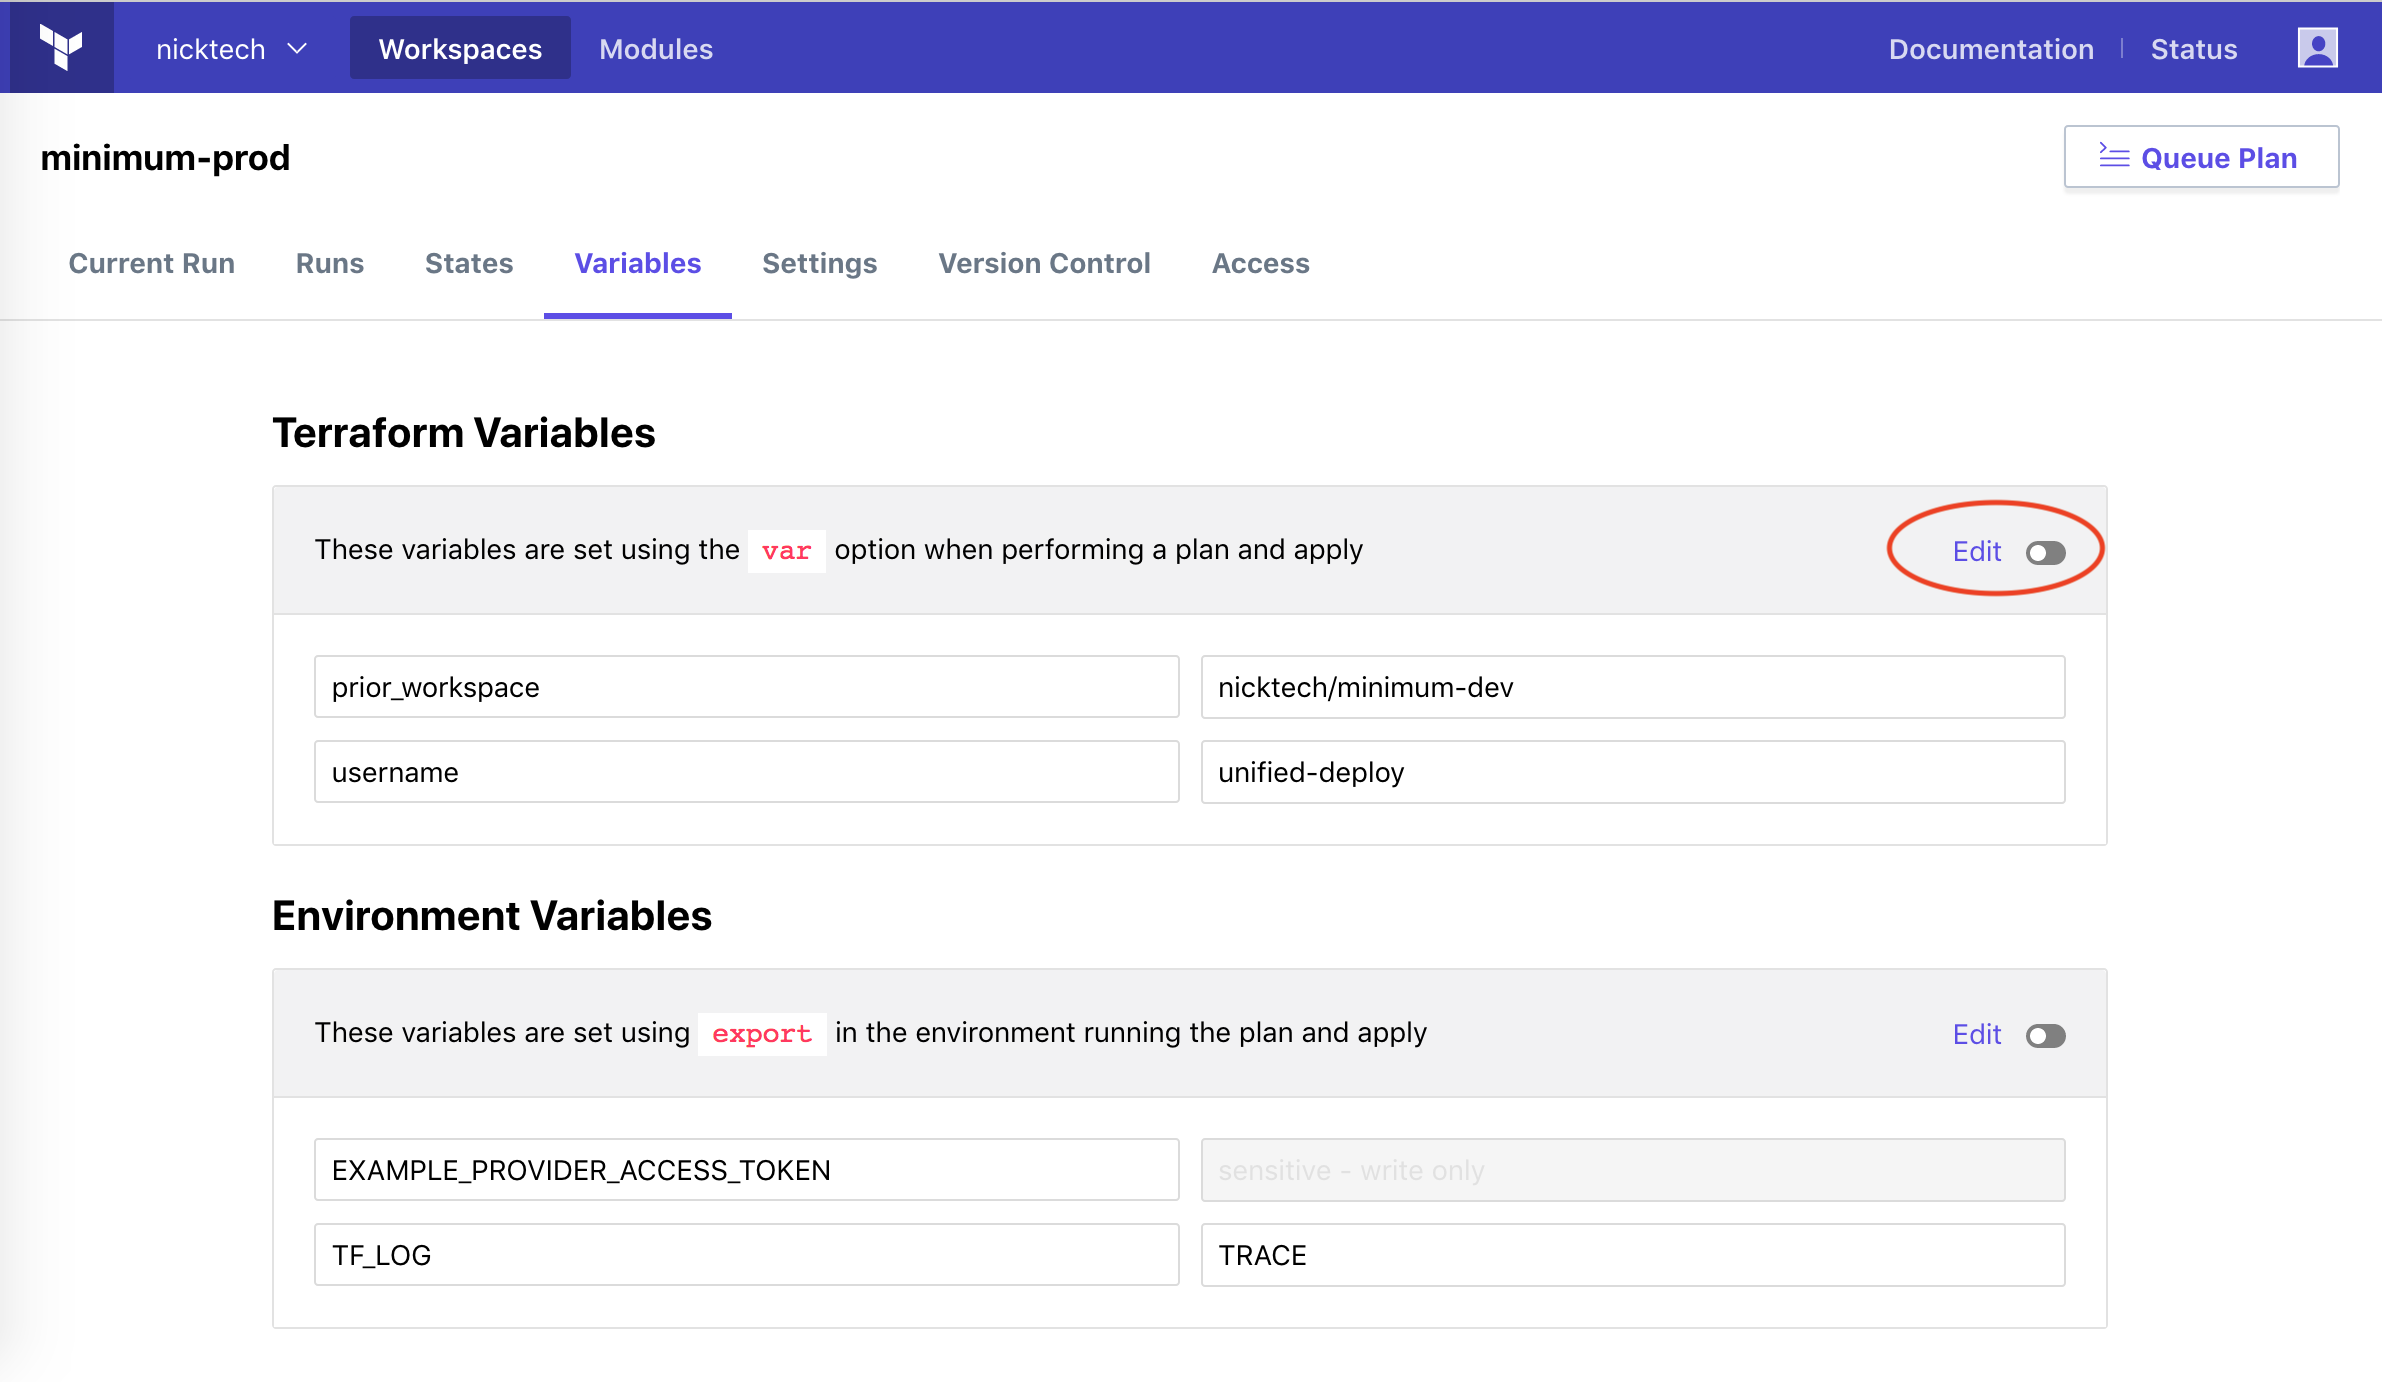 nicktech Workspaces Modules Documentation Status
minimum-prod Queue Plan
Current Run Runs States Variables Settings Version Control Access
Terraform Variables
These variables are set using the var option when performing a plan and apply Edit
prior_workspace nicktech/minimum-dev
username unified-deploy
Environment Variables
These variables are set using export in the environment running the plan and apply Edit
EXAMPLE_PROVIDER_ACCESS_TOKEN sensitive - write only
TF_LOG TRACE